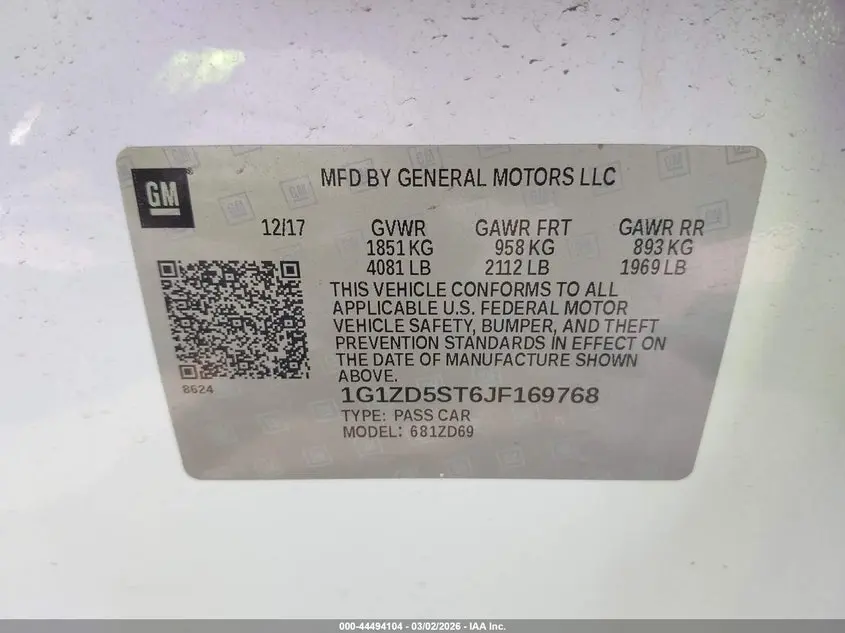 GM
MFD BY GENERAL MOTORS LLC
12/17 GVWR GAWR FRT GAWR RR
1851 KG 958 KG 893 KG
4081 LB 2112 LB 1969 LB
THIS VEHICLE CONFORMS TO ALL
APPLICABLE U.S. FEDERAL MOTOR
VEHICLE SAFETY, BUMPER, AND THEFT
PREVENTION STANDARDS IN EFFECT ON
THE DATE OF MANUFACTURE SHOWN
ABOVE.
8624
1G1ZD5ST6JF169768
TYPE: PASS CAR
MODEL: 681ZD69
000-44494104 — 03/02/2026 — IAA Inc.